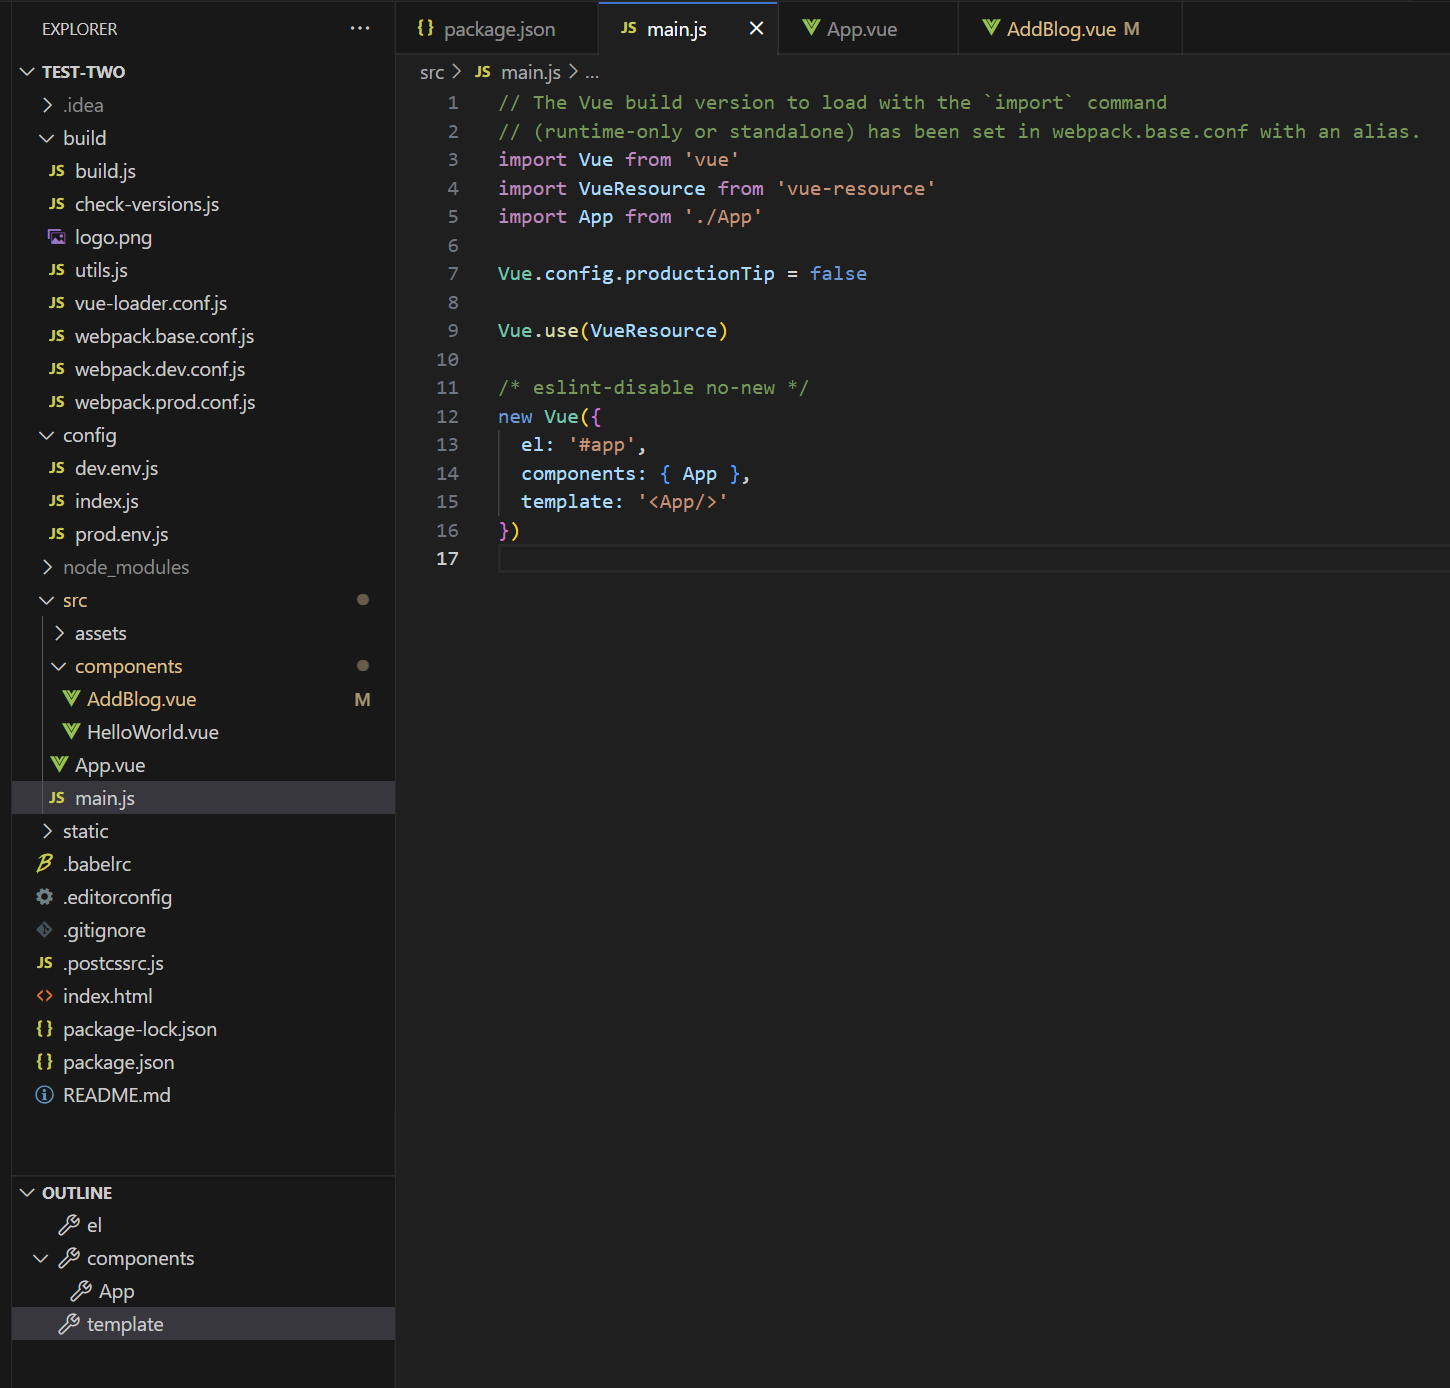 EXPLORER ...
TEST-TWO
.idea
build
JS build.js
JS check-versions.js
logo.png
JS utils.js
JS vue-loader.conf.js
JS webpack.base.conf.js
JS webpack.dev.conf.js
JS webpack.prod.conf.js
config
JS dev.env.js
JS index.js
JS prod.env.js
node_modules
src
assets
components
AddBlog.vue M
HelloWorld.vue
App.vue
JS main.js
static
.babelrc
.editorconfig
.gitignore
JS .postcssrc.js
<> index.html
{} package-lock.json
{} package.json
README.md
OUTLINE
el
components
App
template
{} package.json JS main.js × App.vue AddBlog.vue M
src > JS main.js > ...
1 // The Vue build version to load with the `import` command
2 // (runtime-only or standalone) has been set in webpack.base.conf with an alias.
3 import Vue from 'vue'
4 import VueResource from 'vue-resource'
5 import App from './App'
6
7 Vue.config.productionTip = false
8
9 Vue.use(VueResource)
10
11 /* eslint-disable no-new */
12 new Vue({
13   el: '#app',
14   components: { App },
15   template: '<App/>'
16 })
17